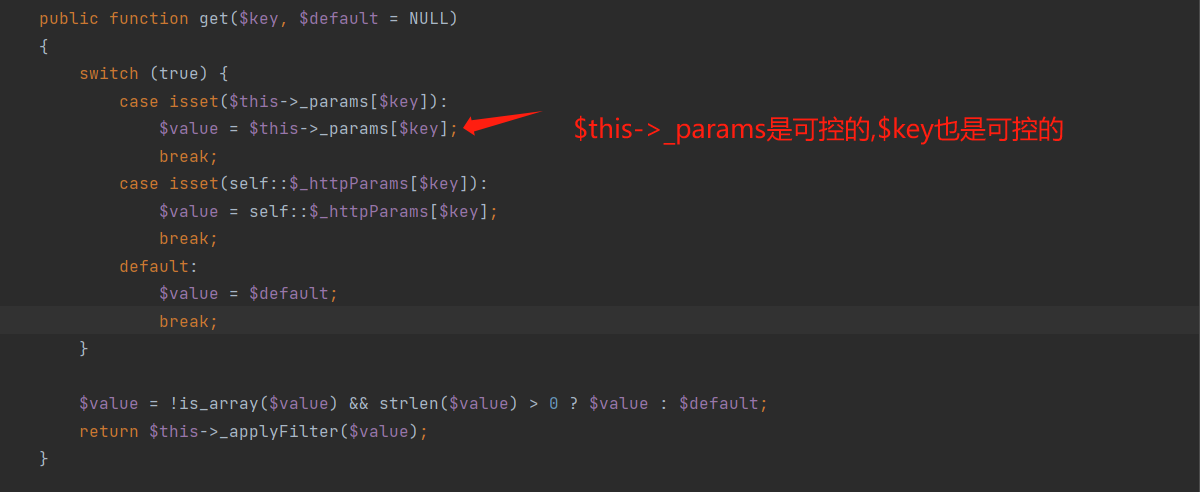 public function get($key, $default = NULL)
{
switch (true) {
case isset($this->_params[$key]):
$value = $this->_params[$key];
$this->_params是可控的,$key也是可控的
break;
case isset(self::$_httpParams[$key]):
$value = self::$_httpParams[$key];
break;
default:
$value = $default;
break;
}
$value = !is_array($value) && strlen($value) > 0 ? $value : $default;
return $this->_applyFilter($value);
}